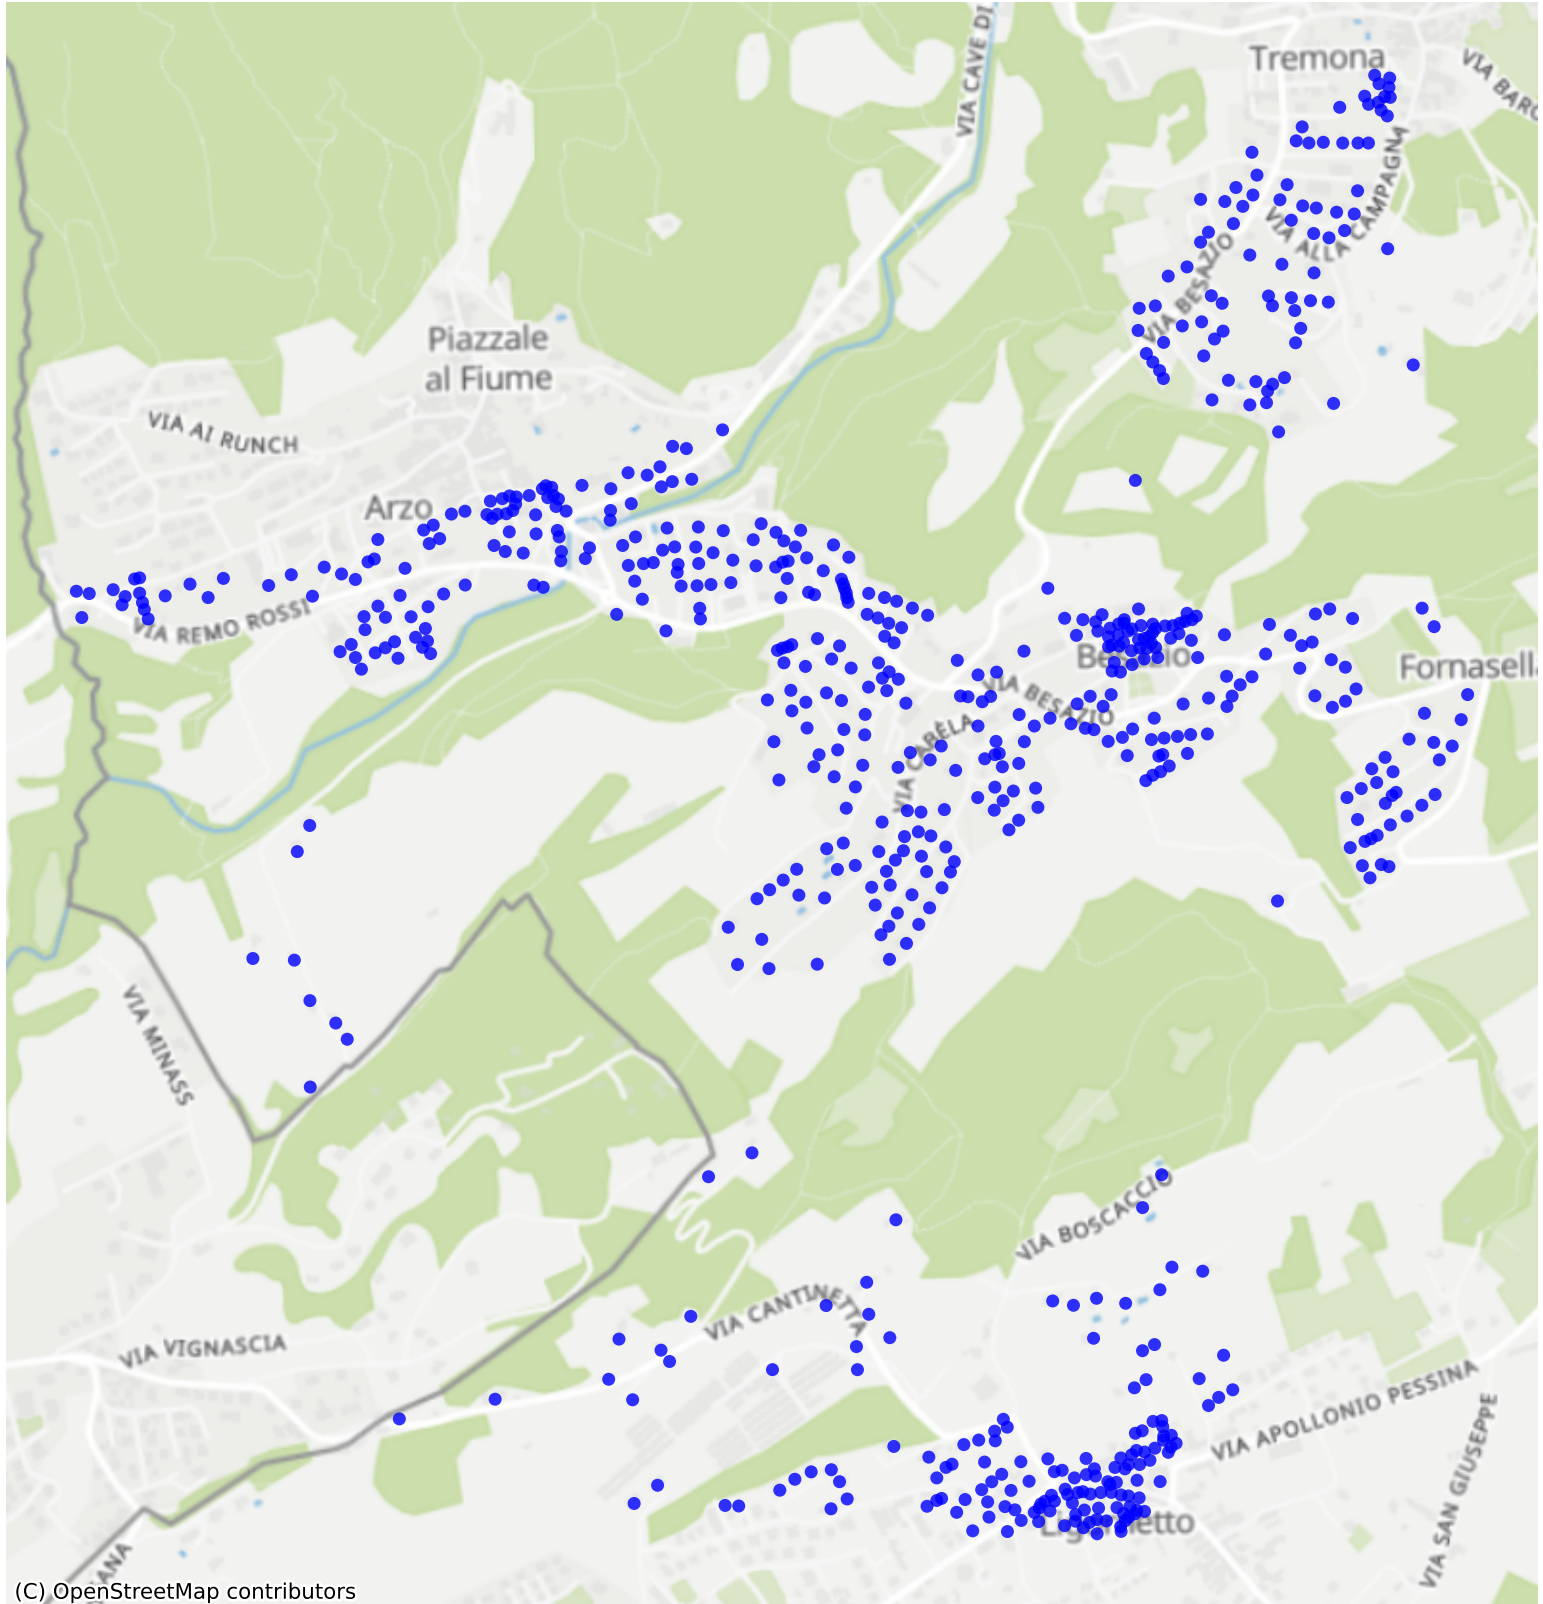 VIA CAVE DI
Tremona
VIA BARO
VIA ALLA CAMPAGNA
VIA BESAZIO
Piazzale
al Fiume
VIA AI RUNCH
Arzo
VIA REMO ROSSI
Fornasella
VIA BESAZIO
VIA CABÈLA
VIA MINASS
VIA BOSCACCIO
VIA CANTINETTA
VIA VIGNASCIA
VIA APOLLONIO PESSINA
VIA SAN GIUSEPPE
ANA
(C) OpenStreetMap contributors